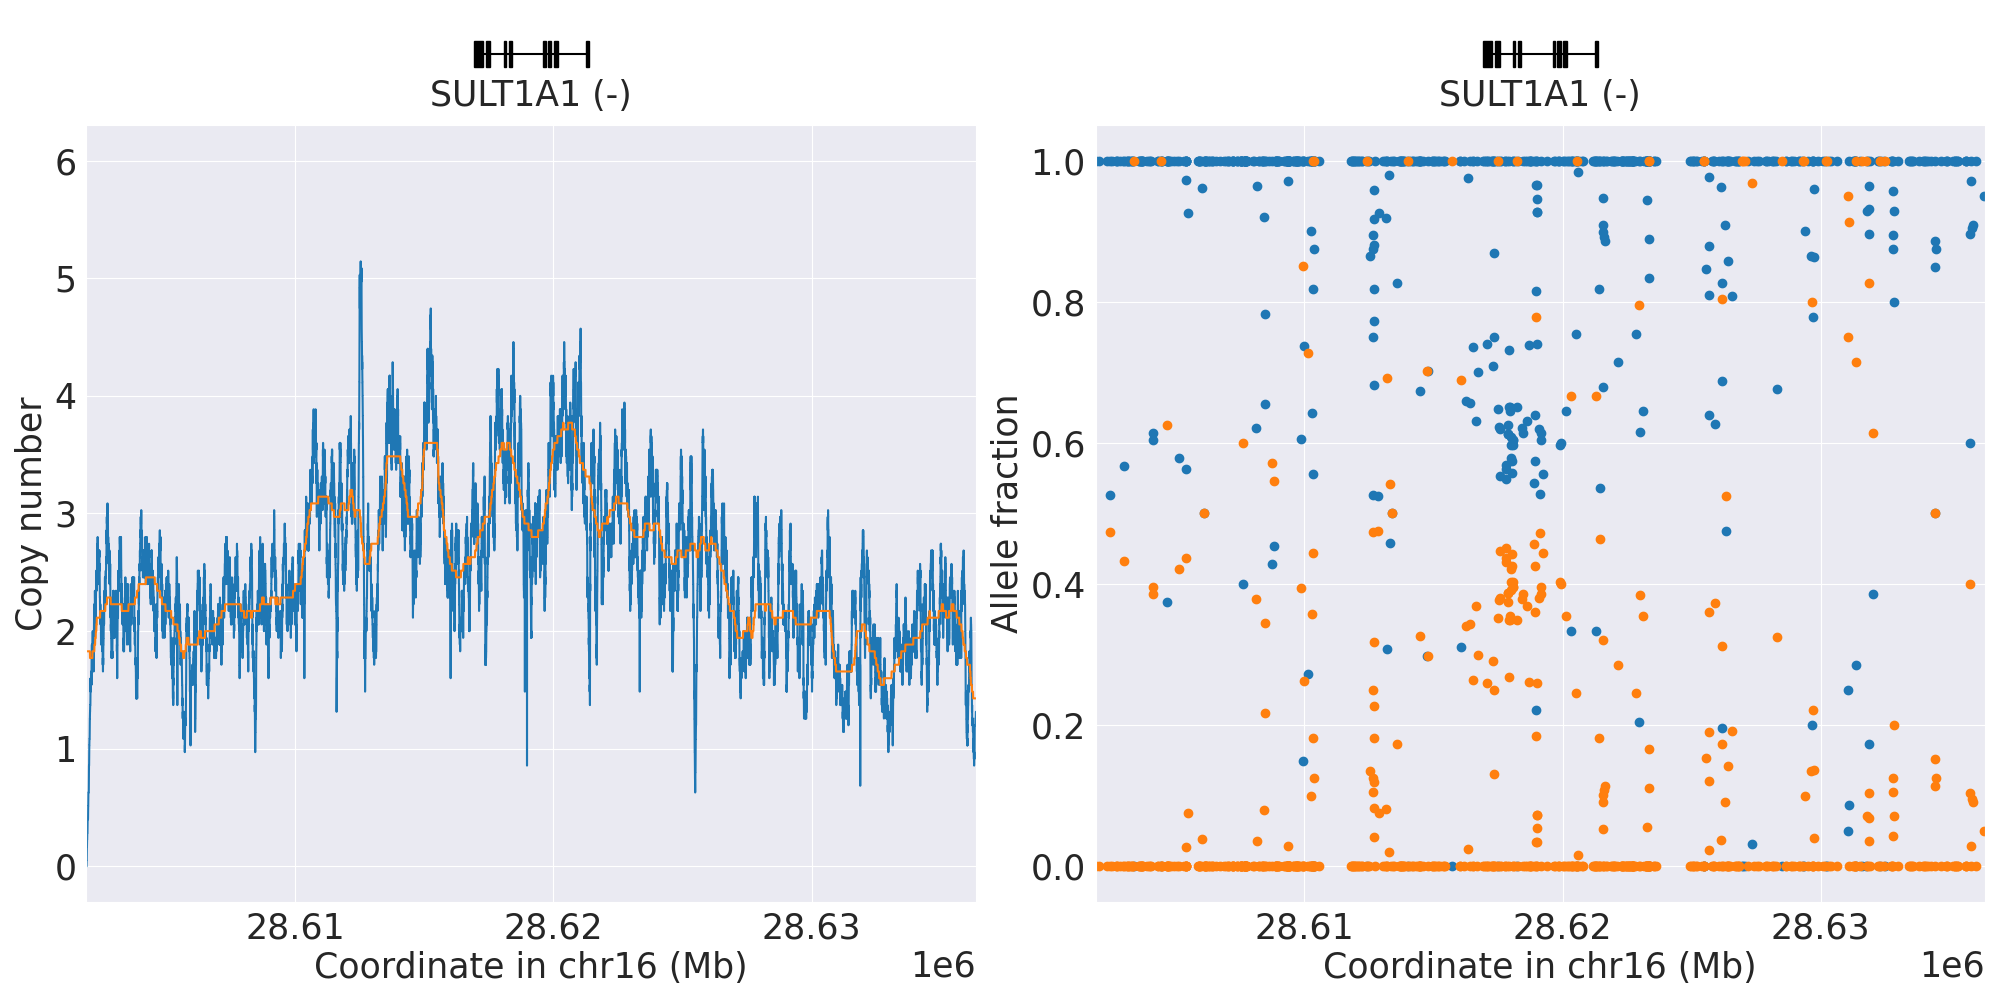 SULT1A1 (-)
Copy number
6
5
4
3
2
1
0
28.61
28.62
28.63
Coordinate in chr16 (Mb)
1e6
SULT1A1 (-)
Allele fraction
1.0
0.8
0.6
0.4
0.2
0.0
28.61
28.62
28.63
Coordinate in chr16 (Mb)
1e6